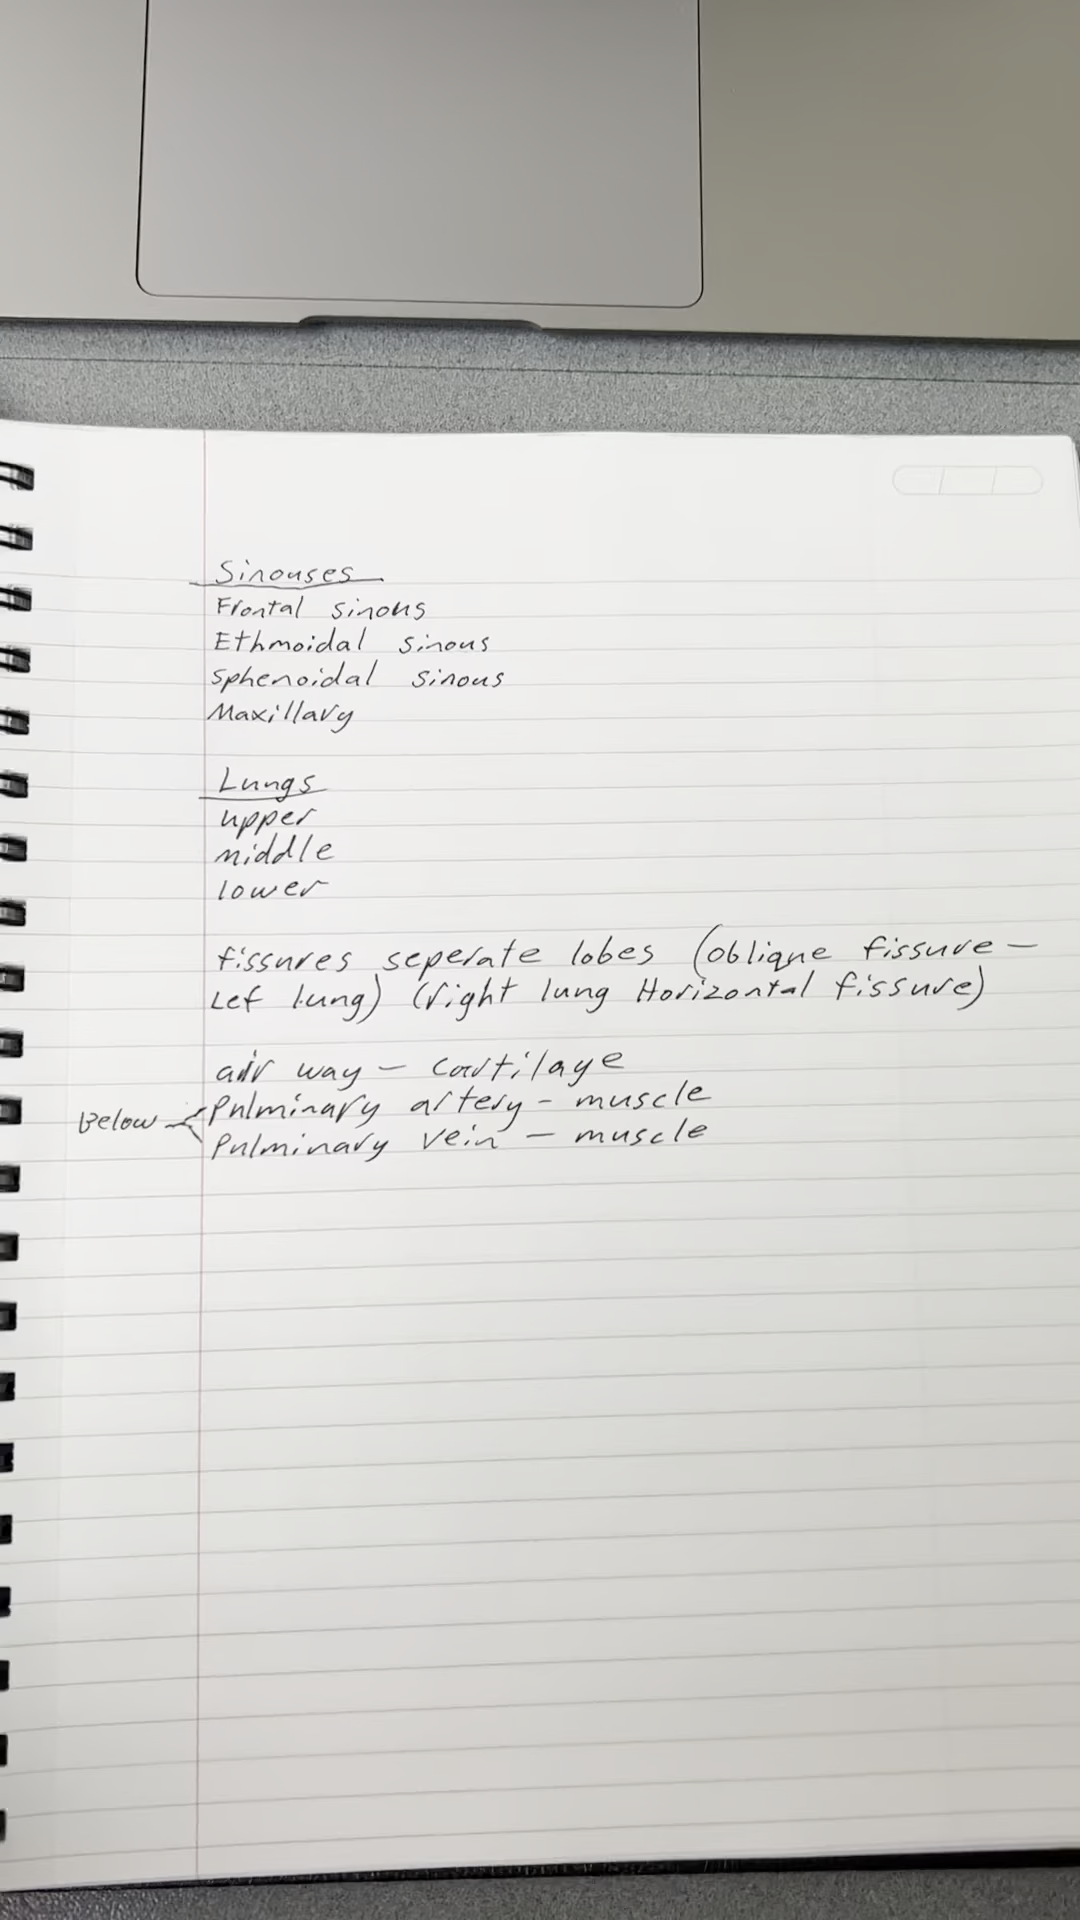 Sinouses
Frontal sinous
Ethmoidal sinous
Sphenoidal sinous
Maxillary
Lungs
upper
middle
lower
fissures seperate lobes (oblique fissure -
Lef lung) (right lung Horizontal fissure)
air way - Cartilage
Below Pulminary artery - muscle
Pulminary vein - muscle